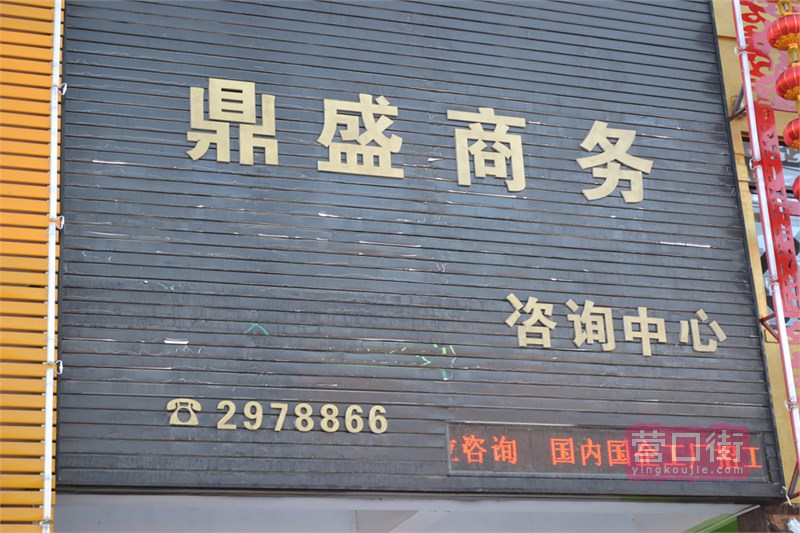 鼎盛商务
咨询中心
☎2978866
咨询 国内国
营口街
yingkoujie.com